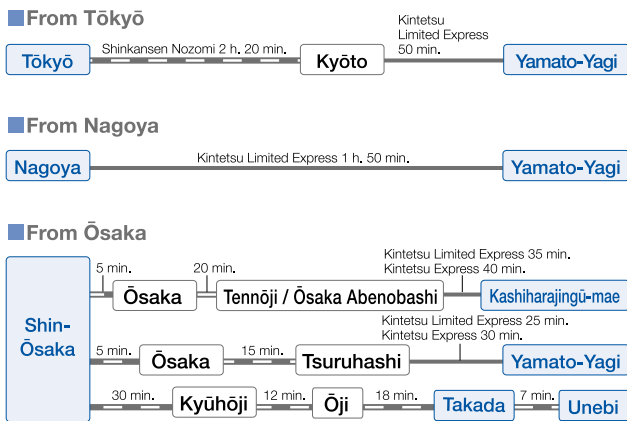 From Tōkyō
Kintetsu
Limited Express
50 min.
Shinkansen Nozomi 2 h. 20 min.
Tōkyō
Kyōto
Yamato-Yagi
From Nagoya
Kintetsu Limited Express 1 h. 50 min.
Nagoya
Yamato-Yagi
From Ōsaka
Kintetsu Limited Express 35 min.
5 min.
20 min.
Kintetsu Express 40 min.
Ōsaka
Tennōji / Ōsaka Abenobashi
Kashiharajingū-mae
Shin-
Ōsaka
Kintetsu Limited Express 25 min.
5 min.
15 min.
Kintetsu Express 30 min.
Ōsaka
Tsuruhashi
Yamato-Yagi
30 min.
12 min.
18 min.
7 min.
Kyūhōji
Ōji
Takada
Unebi